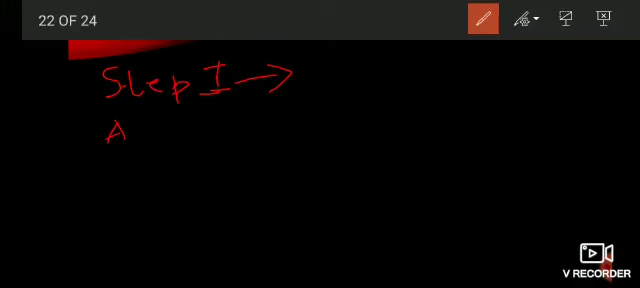 22 OF 24
Step I →
A
V RECORDER